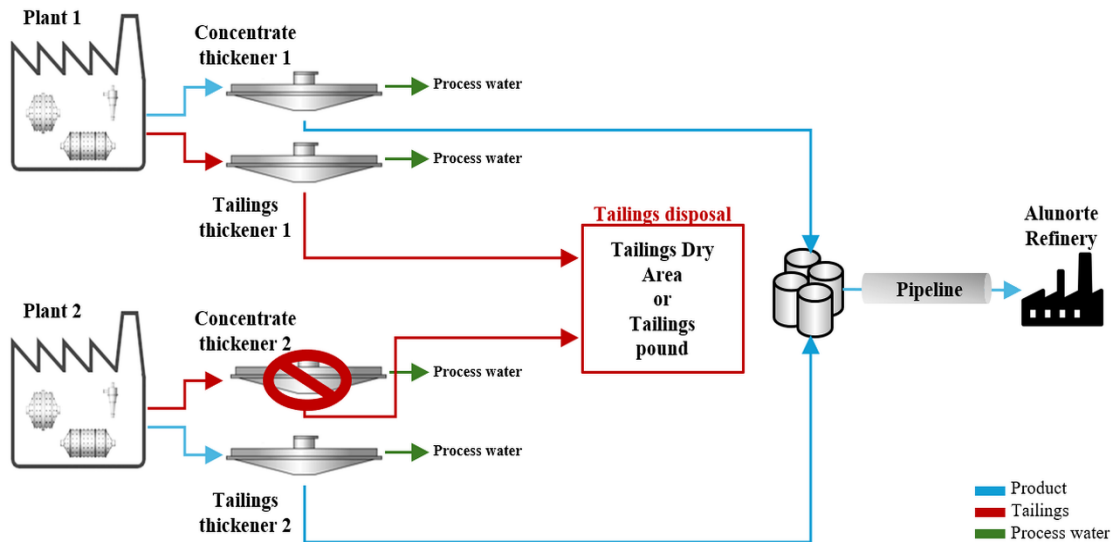 Plant 1
Concentrate
thickener 1
Process water
Process water
Tailings
thickener 1
Tailings disposal
Tailings Dry
Area
or
Tailings
pound
Alunorte
Refinery
Pipeline
Plant 2
Concentrate
thickener 2
Process water
Process water
Tailings
thickener 2
Product
Tailings
Process water